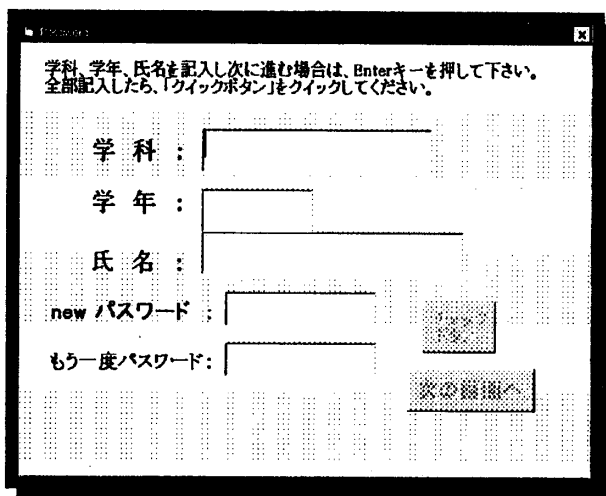 Password
学科、学年、氏名を記入し次に進む場合は、Enterキーを押して下さい。
全部記入したら、「クイックボタン」をクイックしてください。
学 科 :
学 年 :
氏 名 :
new パスワード :
もう一度パスワード:
次の画面へ